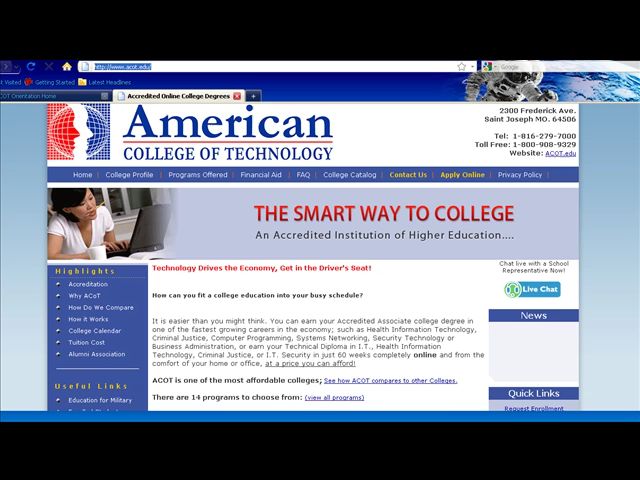 http://www.acot.edu/
Getting Started
Latest Headlines
COT Orientation Home
Accredited Online College Degrees
American
COLLEGE OF TECHNOLOGY
2300 Frederick Ave.
Saint Joseph MO. 64506
Tel: 1-816-279-7000
Toll Free: 1-800-908-9329
Website: ACOT.edu
Home | College Profile | Programs Offered | Financial Aid | FAQ | College Catalog | Contact Us | Apply Online | Privacy Policy |
THE SMART WAY TO COLLEGE
An Accredited Institution of Higher Education....
Highlights
Accreditation
Why ACoT
How Do We Compare
How it Works
College Calendar
Tuition Cost
Alumni Association
Useful Links
Education for Military
Technology Drives the Economy, Get in the Driver's Seat!
How can you fit a college education into your busy schedule?
It is easier than you might think. You can earn your Accredited Associate college degree in
one of the fastest growing careers in the economy; such as Health Information Technology,
Criminal Justice, Computer Programming, Systems Networking, Security Technology or
Business Administration, or earn your Technical Diploma in I.T., Health Information
Technology, Criminal Justice, or I.T. Security in just 60 weeks completely online and from the
comfort of your home or office, at a price you can afford!
ACOT is one of the most affordable colleges; See how ACOT compares to other Colleges.
There are 14 programs to choose from: (view all programs)
Chat live with a School
Representative Now!
Live Chat
News
Quick Links
Request Enrollment